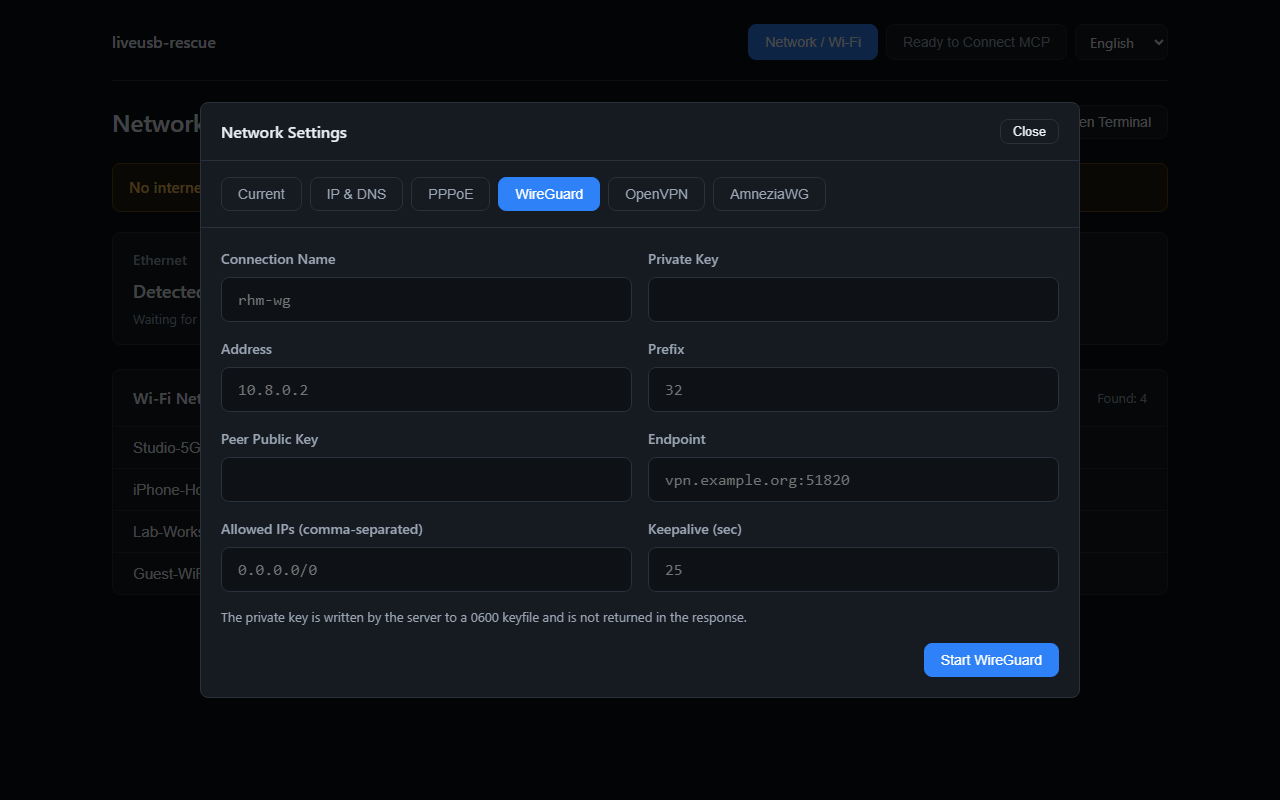 liveusb-rescue
Network / Wi-Fi
Ready to Connect MCP
English
Network
en Terminal
No interne
Ethernet
Detected
Waiting for
Wi-Fi Net
Found: 4
Studio-5G
iPhone-Ho
Lab-Works
Guest-WiF
Network Settings
Close
Current
IP & DNS
PPPoE
WireGuard
OpenVPN
AmneziaWG
Connection Name
Private Key
rhm-wg
Address
Prefix
10.8.0.2
32
Peer Public Key
Endpoint
vpn.example.org:51820
Allowed IPs (comma-separated)
Keepalive (sec)
0.0.0.0/0
25
The private key is written by the server to a 0600 keyfile and is not returned in the response.
Start WireGuard